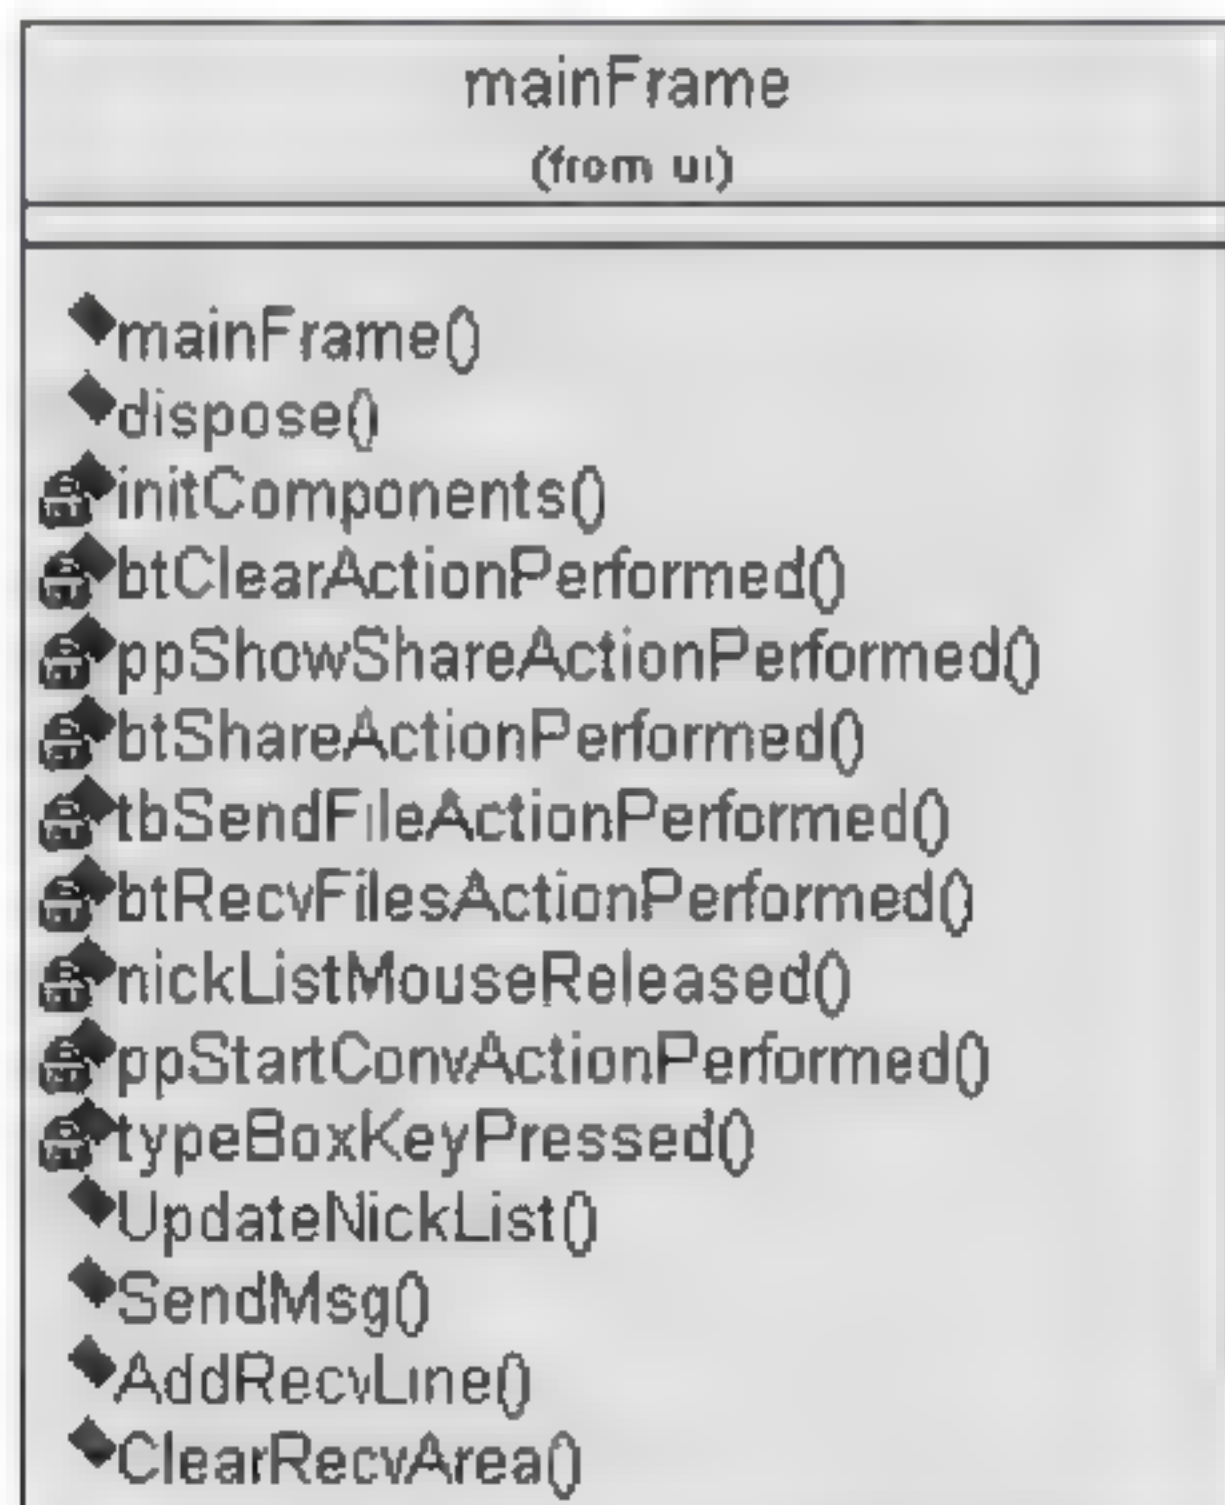 mainFrame
(from ui)
mainFrame()
dispose()
initComponents()
btClearActionPerformed()
ppShowShareActionPerformed()
btShareActionPerformed()
tbSendFileActionPerformed()
btRecvFilesActionPerformed()
nickListMouseReleased()
ppStartConvActionPerformed()
typeBoxKeyPressed()
UpdateNickList()
SendMsg()
AddRecvLine()
ClearRecvArea()